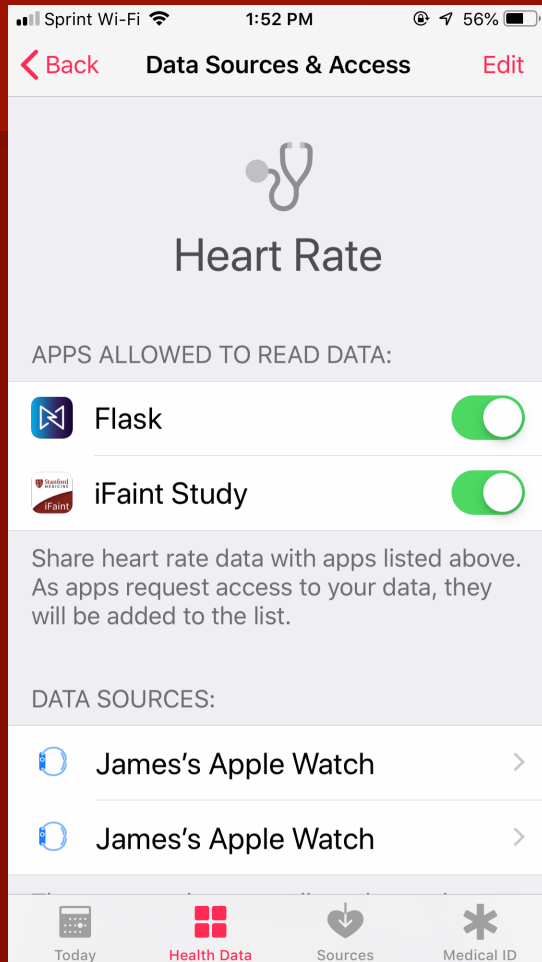 Sprint Wi-Fi 1:52 PM 56%
Back Data Sources & Access Edit
Heart Rate
APPS ALLOWED TO READ DATA:
Flask
Stanford
MEDICINE
iFaint
iFaint Study
Share heart rate data with apps listed above.
As apps request access to your data, they
will be added to the list.
DATA SOURCES:
James’s Apple Watch
James’s Apple Watch
Today Health Data Sources Medical ID